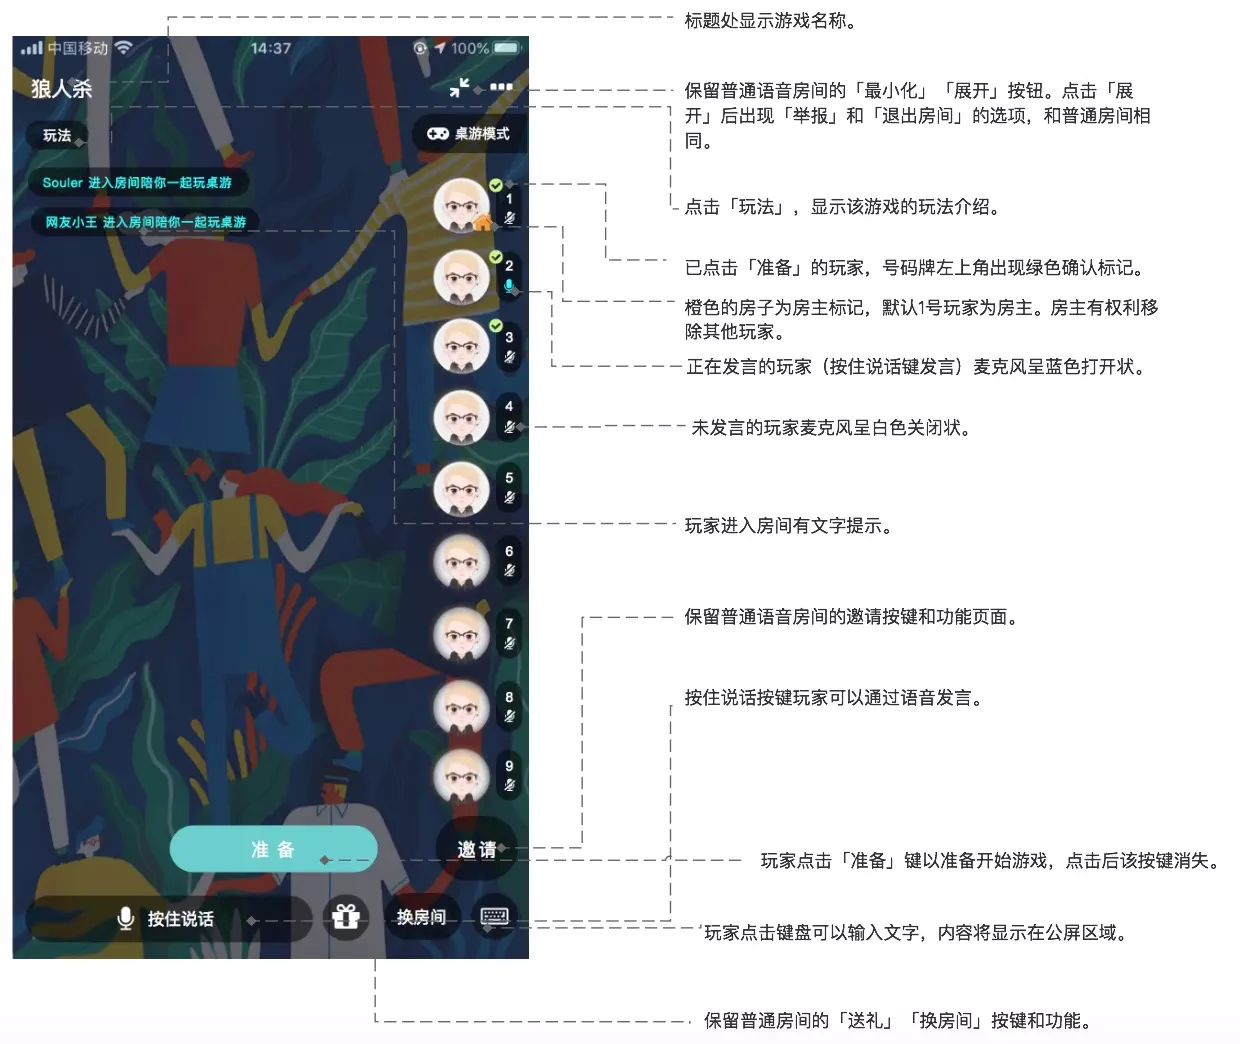 标题处显示游戏名称。
中国移动 14:37 100%
狼人杀
保留普通语音房间的「最小化」「展开」按钮。点击「展
开」后出现「举报」和「退出房间」的选项，和普通房间相
同。
玩法
桌游模式
Souler 进入房间陪你一起玩桌游
网友小王 进入房间陪你一起玩桌游
1
点击「玩法」，显示该游戏的玩法介绍。
2
已点击「准备」的玩家，号码牌左上角出现绿色确认标记。
橙色的房子为房主标记，默认1号玩家为房主。房主有权利移
除其他玩家。
3
正在发言的玩家（按住说话键发言）麦克风呈蓝色打开状。
4
未发言的玩家麦克风呈白色关闭状。
5
玩家进入房间有文字提示。
6
7
保留普通语音房间的邀请按键和功能页面。
8
按住说话按键玩家可以通过语音发言。
9
准备
邀请
玩家点击「准备」键以准备开始游戏，点击后该按键消失。
按住说话
换房间
玩家点击键盘可以输入文字，内容将显示在公屏区域。
保留普通房间的「送礼」「换房间」按键和功能。